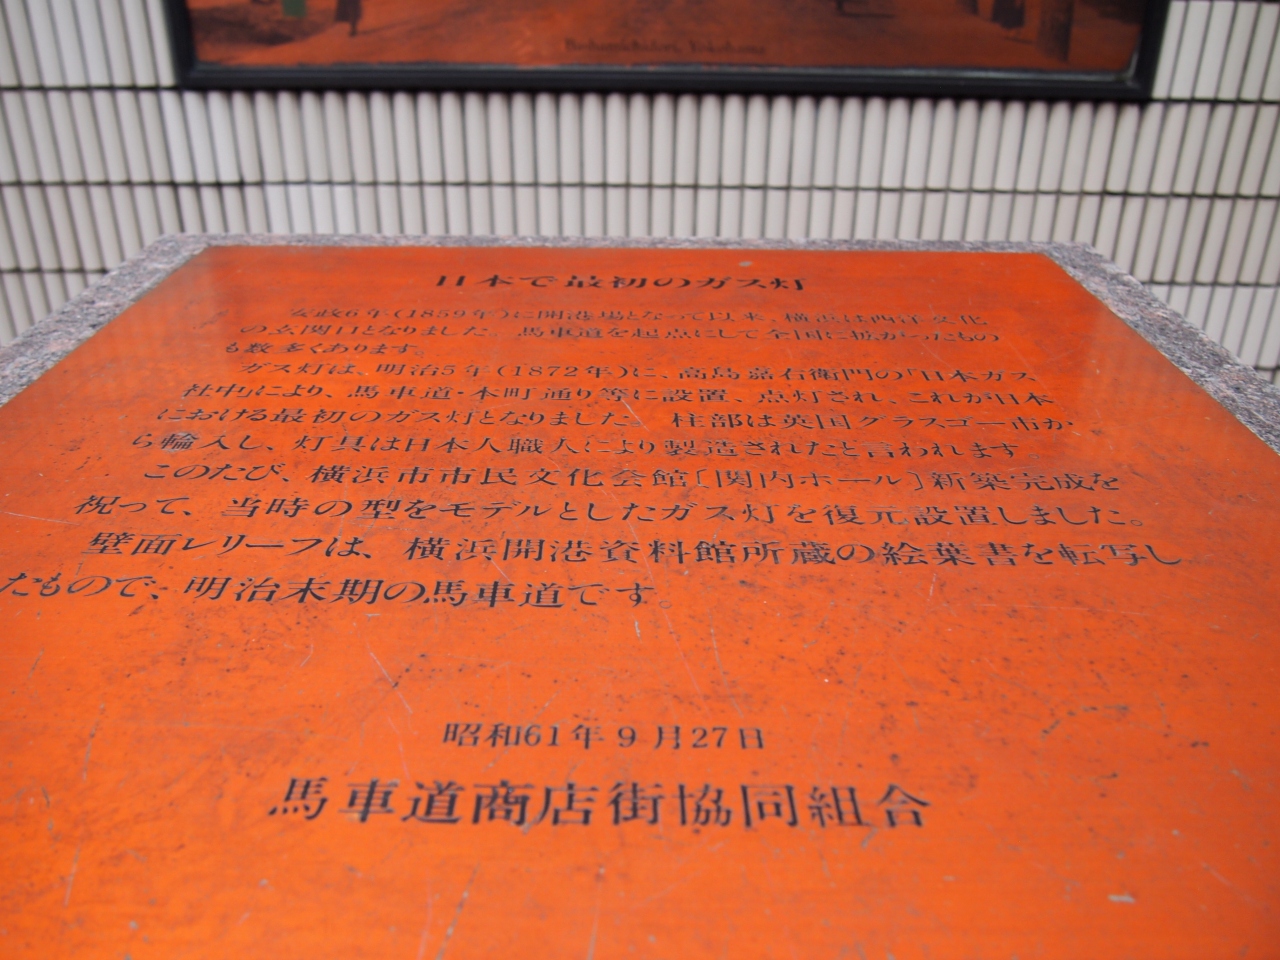 Bashamichidori, Yokohama
日本で最初のガス灯
安政6年(1859年)に開港場となって以来、横浜は西洋文化
の玄関口となりました。馬車道を起点にして全国に拡がったもの
も数多くあります。
ガス灯は、明治5年(1872年)に、高島嘉右衛門の「日本ガス
社中」により、馬車道・本町通り等に設置、点灯され、これが日本
における最初のガス灯となりました。柱部は英国グラスゴー市か
ら輸入し、灯具は日本人職人により製造されたと言われます。
このたび、横浜市市民文化会館〔関内ホール〕新築完成を
祝って、当時の型をモデルとしたガス灯を復元設置しました。
壁面レリーフは、横浜開港資料館所蔵の絵葉書を転写し
たもので、明治末期の馬車道です。
昭和61年9月27日
馬車道商店街協同組合